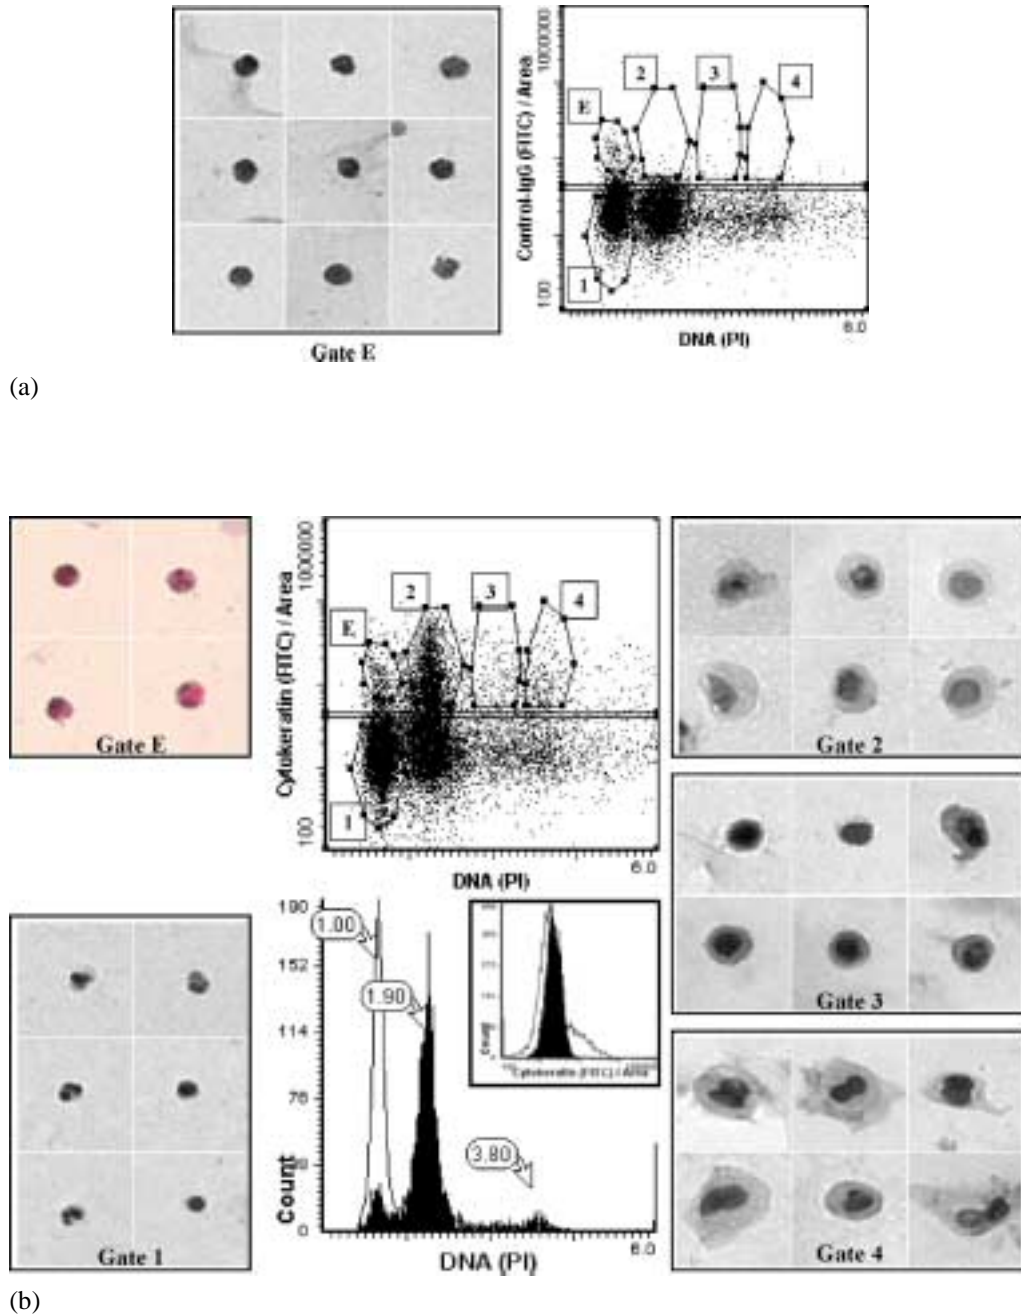 Gate E
Control-IgG (FITC) / Area
1000000
100
E
2
3
4
1
6.0
DNA (PI)
(a)
Gate E
Cytokeratin (FITC) / Area
1000000
100
E
2
3
4
1
6.0
DNA (PI)
Gate 2
Gate 3
Gate 1
190
152
114
76
0
Count
1.00
1.90
3.80
6.0
DNA (PI)
Count
Cytokeratin (FITC) / Area
Gate 4
(b)